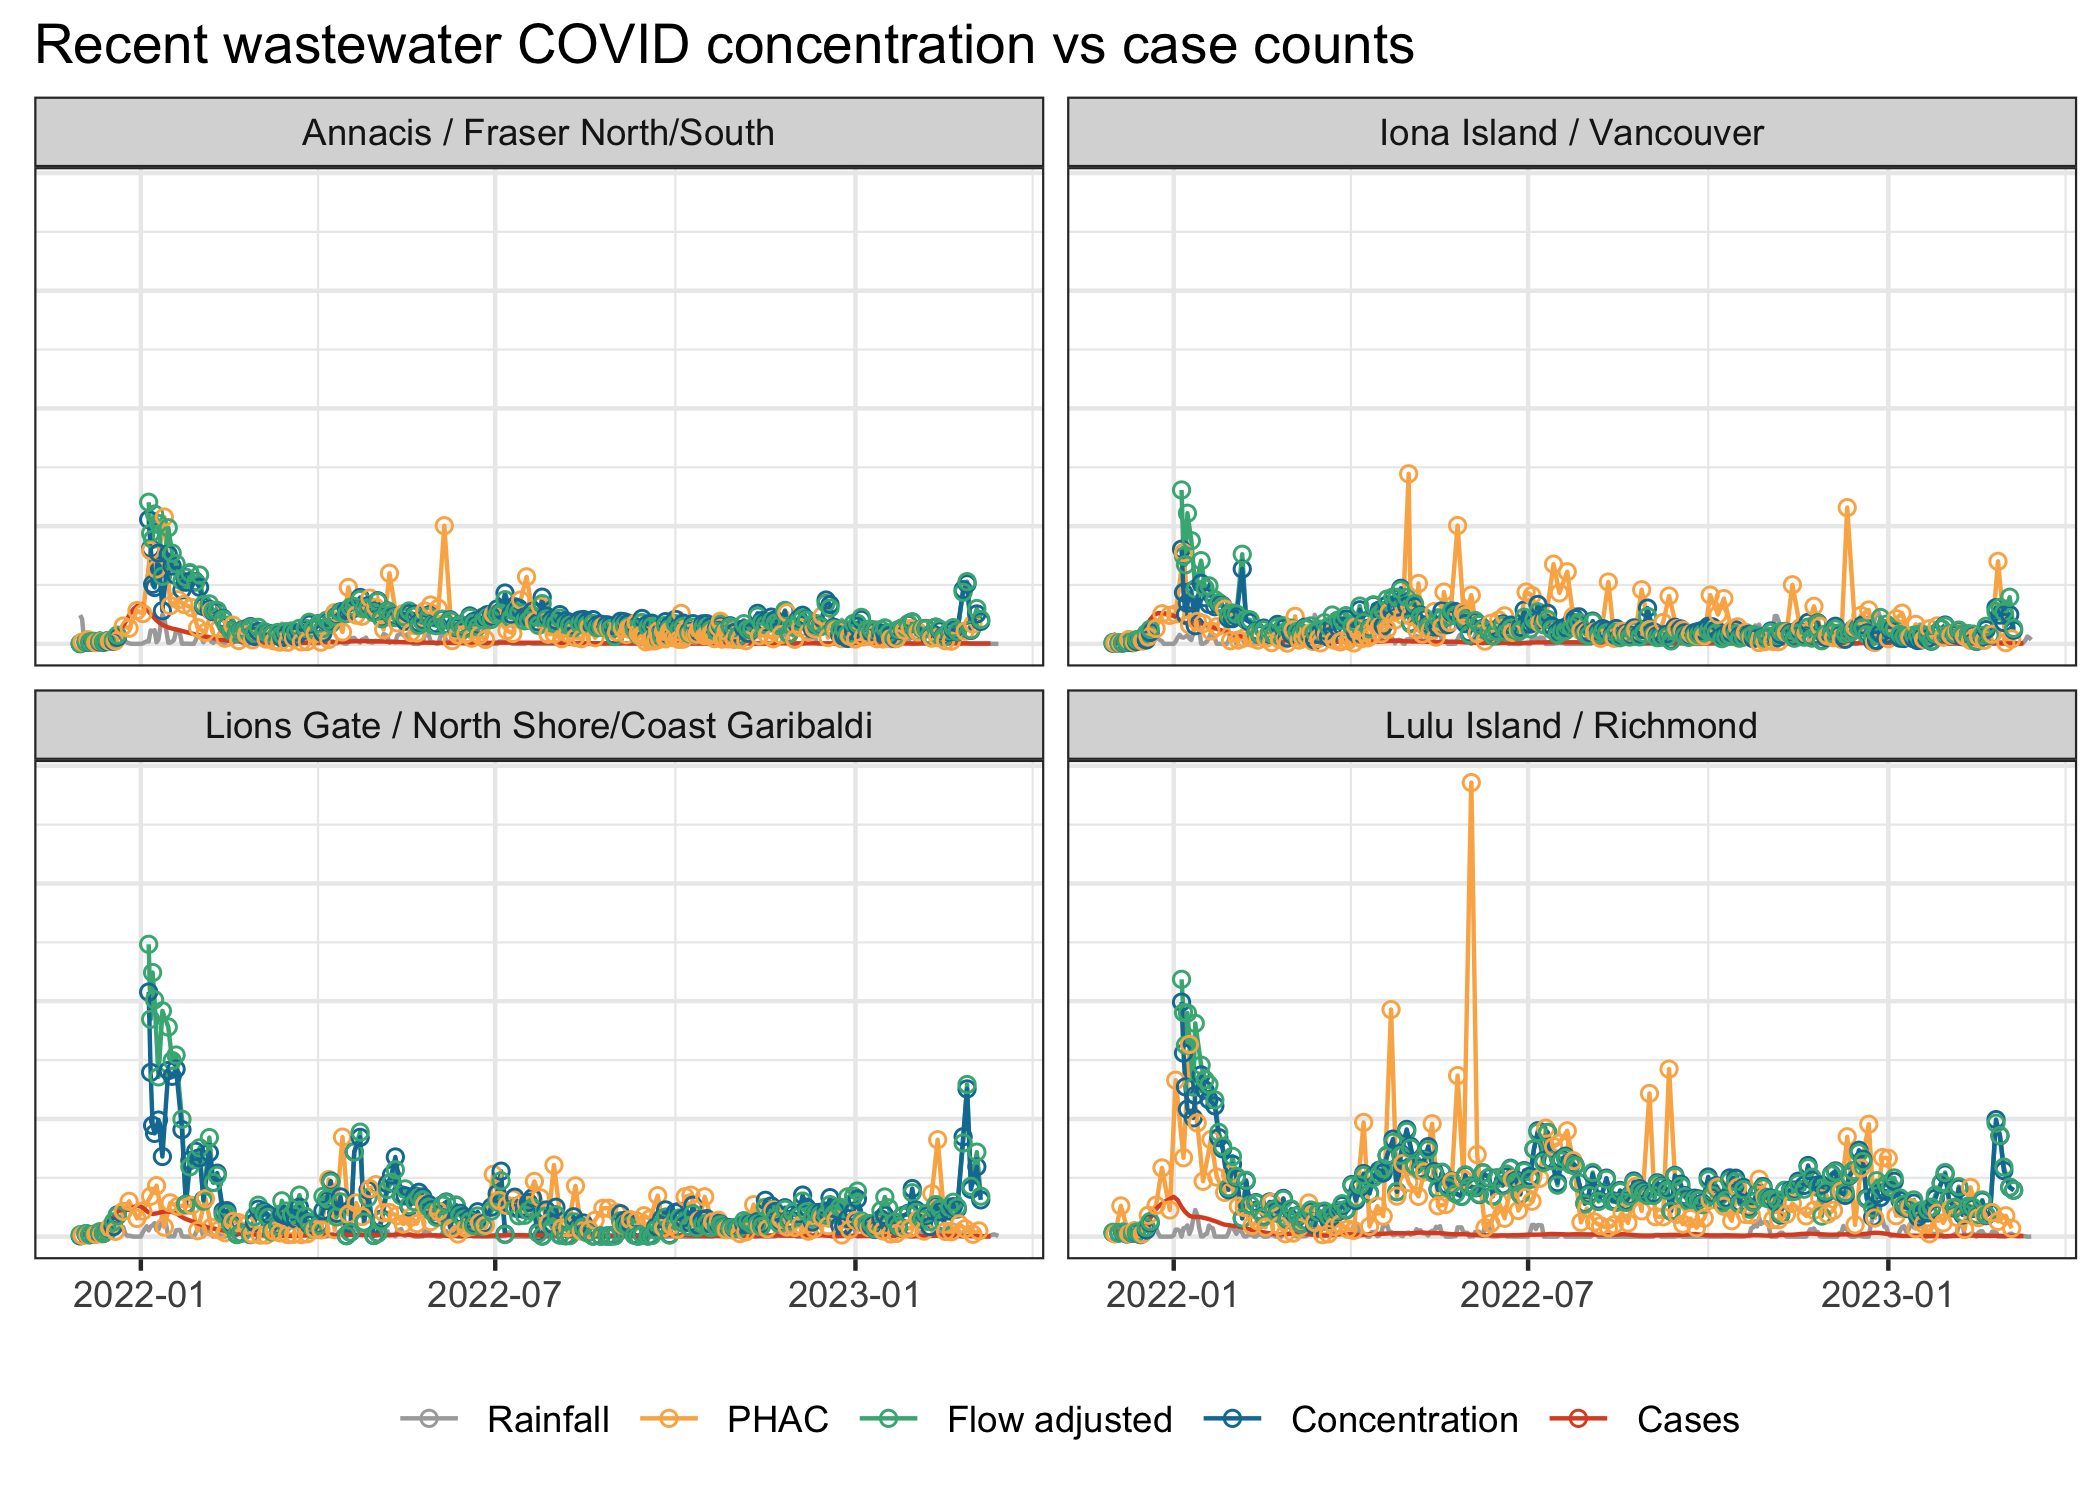 Recent wastewater COVID concentration vs case counts
Annacis / Fraser North/South
Iona Island / Vancouver
Lions Gate / North Shore/Coast Garibaldi
Lulu Island / Richmond
2022-01 2022-07 2023-01
2022-01 2022-07 2023-01
Rainfall PHAC Flow adjusted Concentration Cases